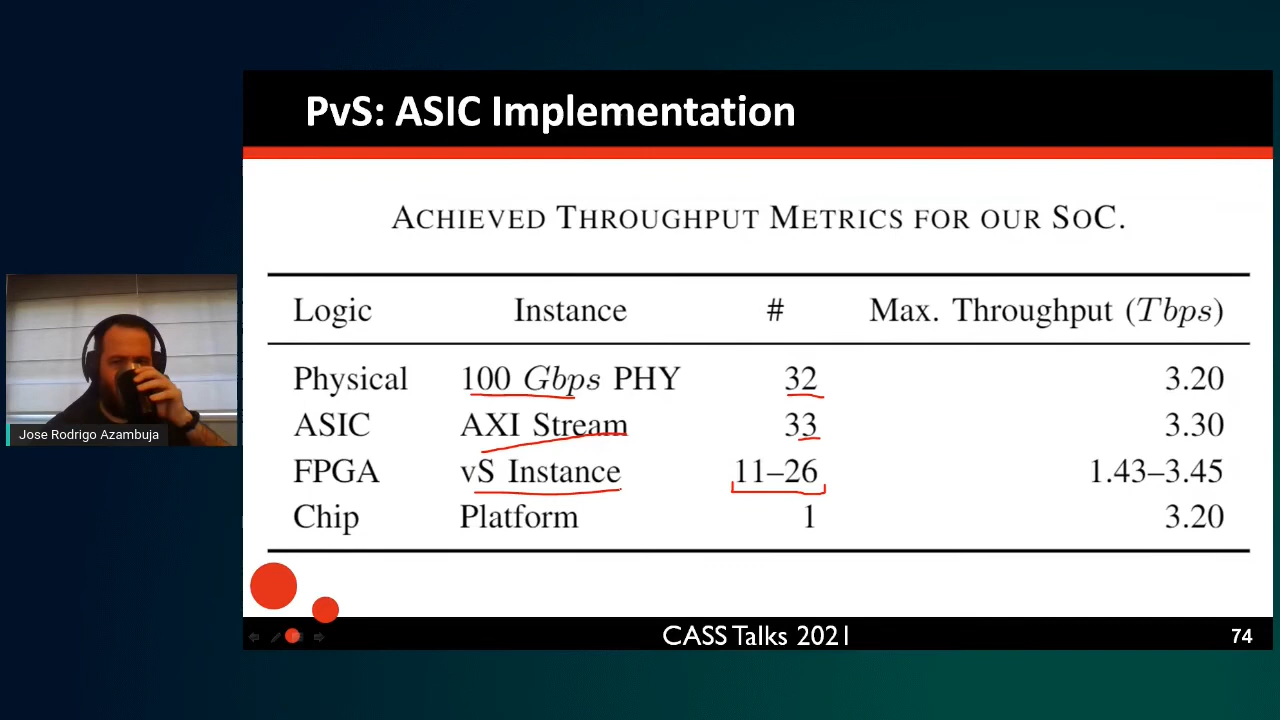 PvS: ASIC Implementation
ACHIEVED THROUGHPUT METRICS FOR OUR SOC.
Logic Instance # Max. Throughput (Tbps)
Physical 100 Gbps PHY 32 3.20
ASIC AXI Stream 33 3.30
FPGA vS Instance 11–26 1.43–3.45
Chip Platform 1 3.20
Jose Rodrigo Azambuja
CASS Talks 2021 74